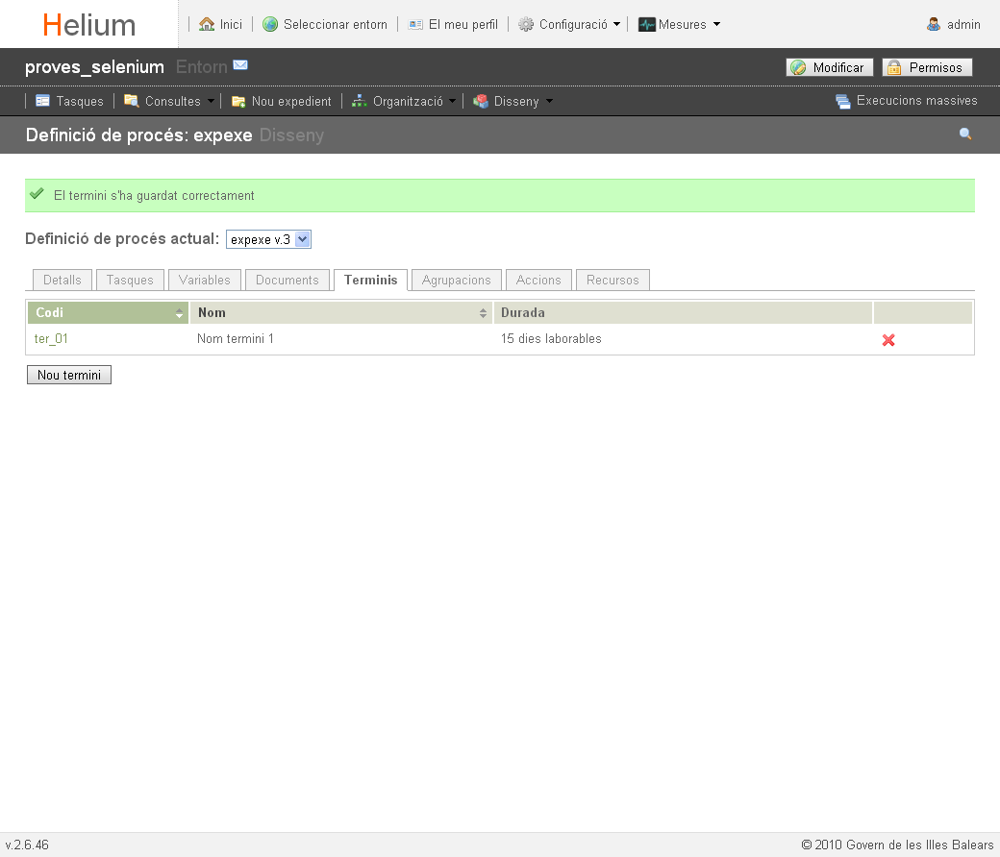 Helium Inici Seleccionar entorn El meu perfil Configuració Mesures admin
proves_selenium Entorn Modificar Permisos
Tasques Consultes Nou expedient Organització Disseny Execucions massives
Definició de procés: expexe Disseny
El termini s'ha guardat correctament
Definició de procés actual: expexe v.3
Detalls Tasques Variables Documents Terminis Agrupacions Accions Recursos
Codi Nom Durada
ter_01 Nom termini 1 15 dies laborables
Nou termini
v.2.6.46 © 2010 Govern de les Illes Balears